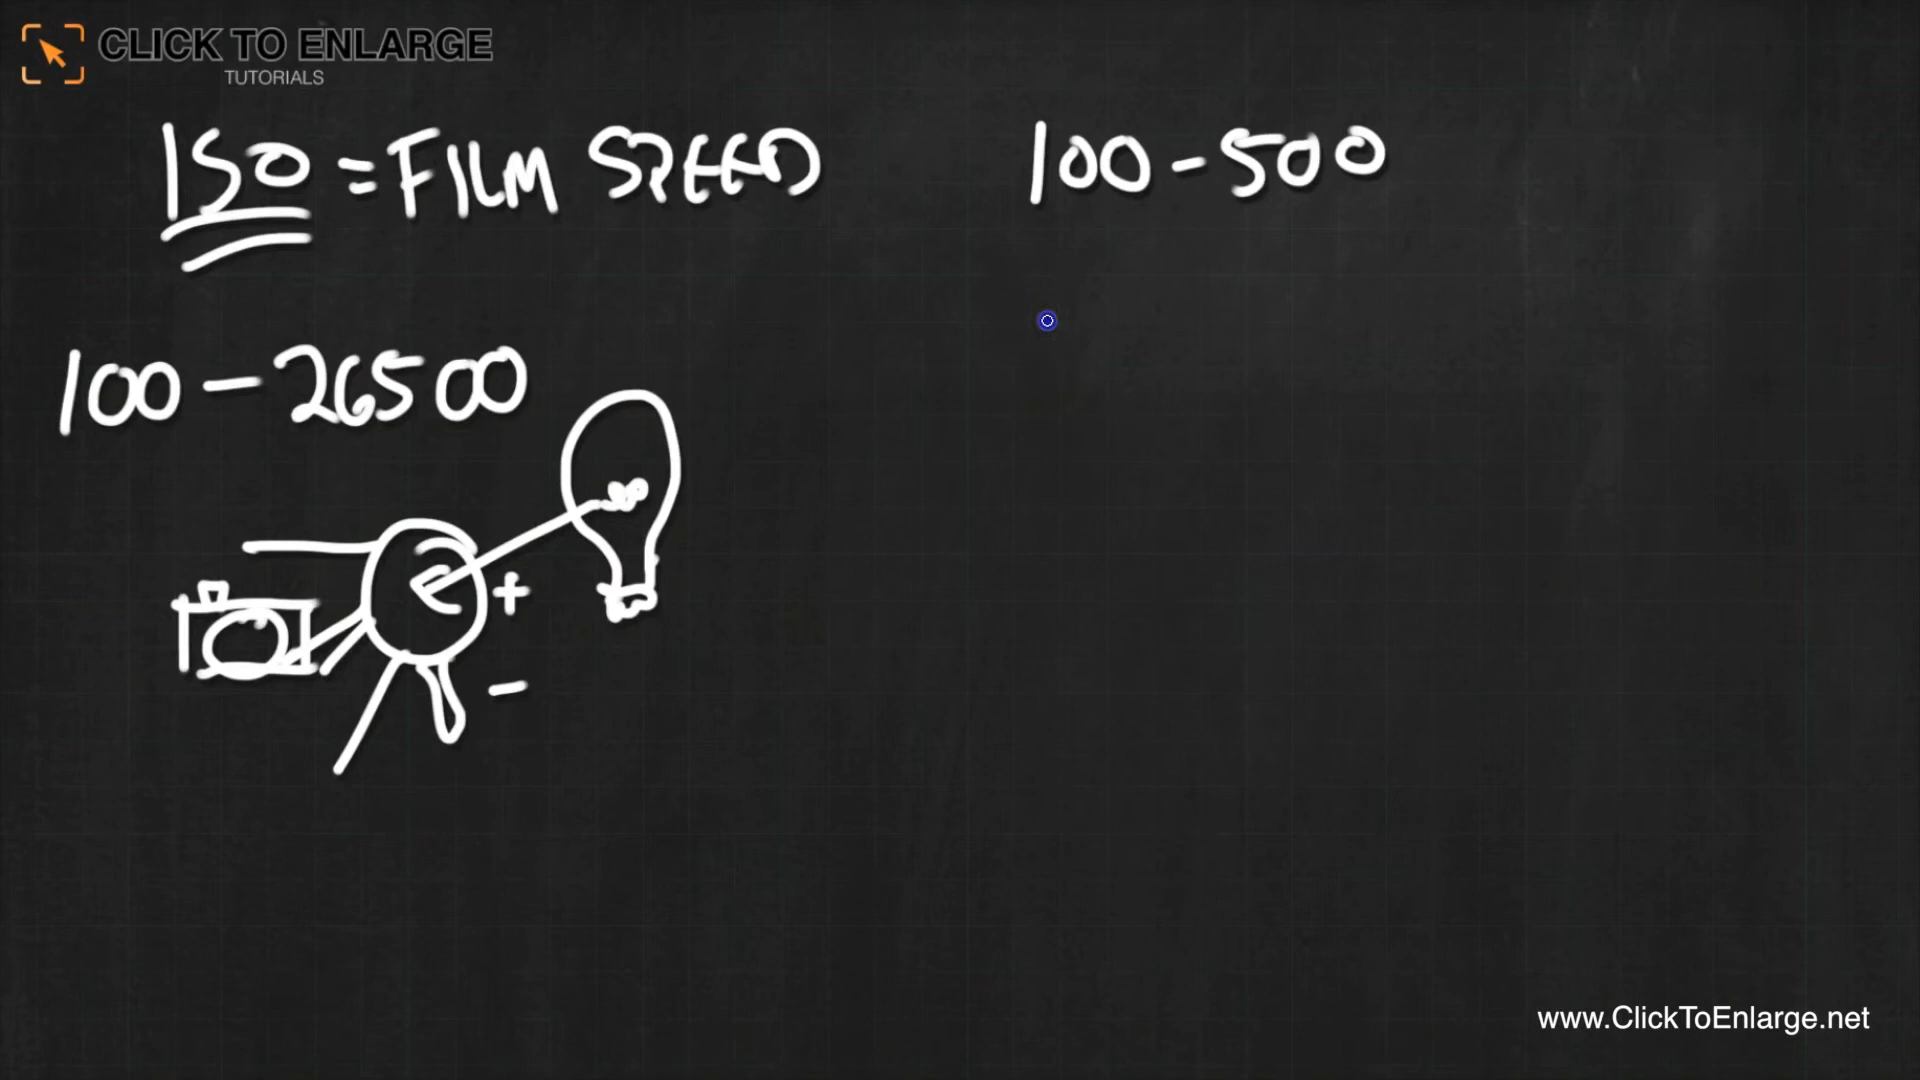 CLICK TO ENLARGE
TUTORIALS
ISO = FILM SPEED
100 - 500
100 - 26500
+
-
www.ClickToEnlarge.net